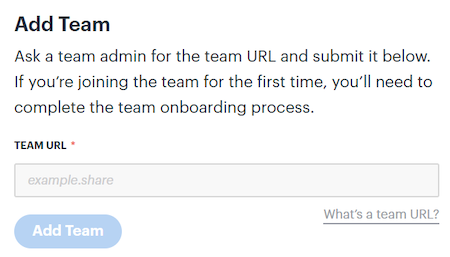 Add Team
Ask a team admin for the team URL and submit it below.
If you’re joining the team for the first time, you’ll need to
complete the team onboarding process.
TEAM URL *
example.share
What’s a team URL?
Add Team